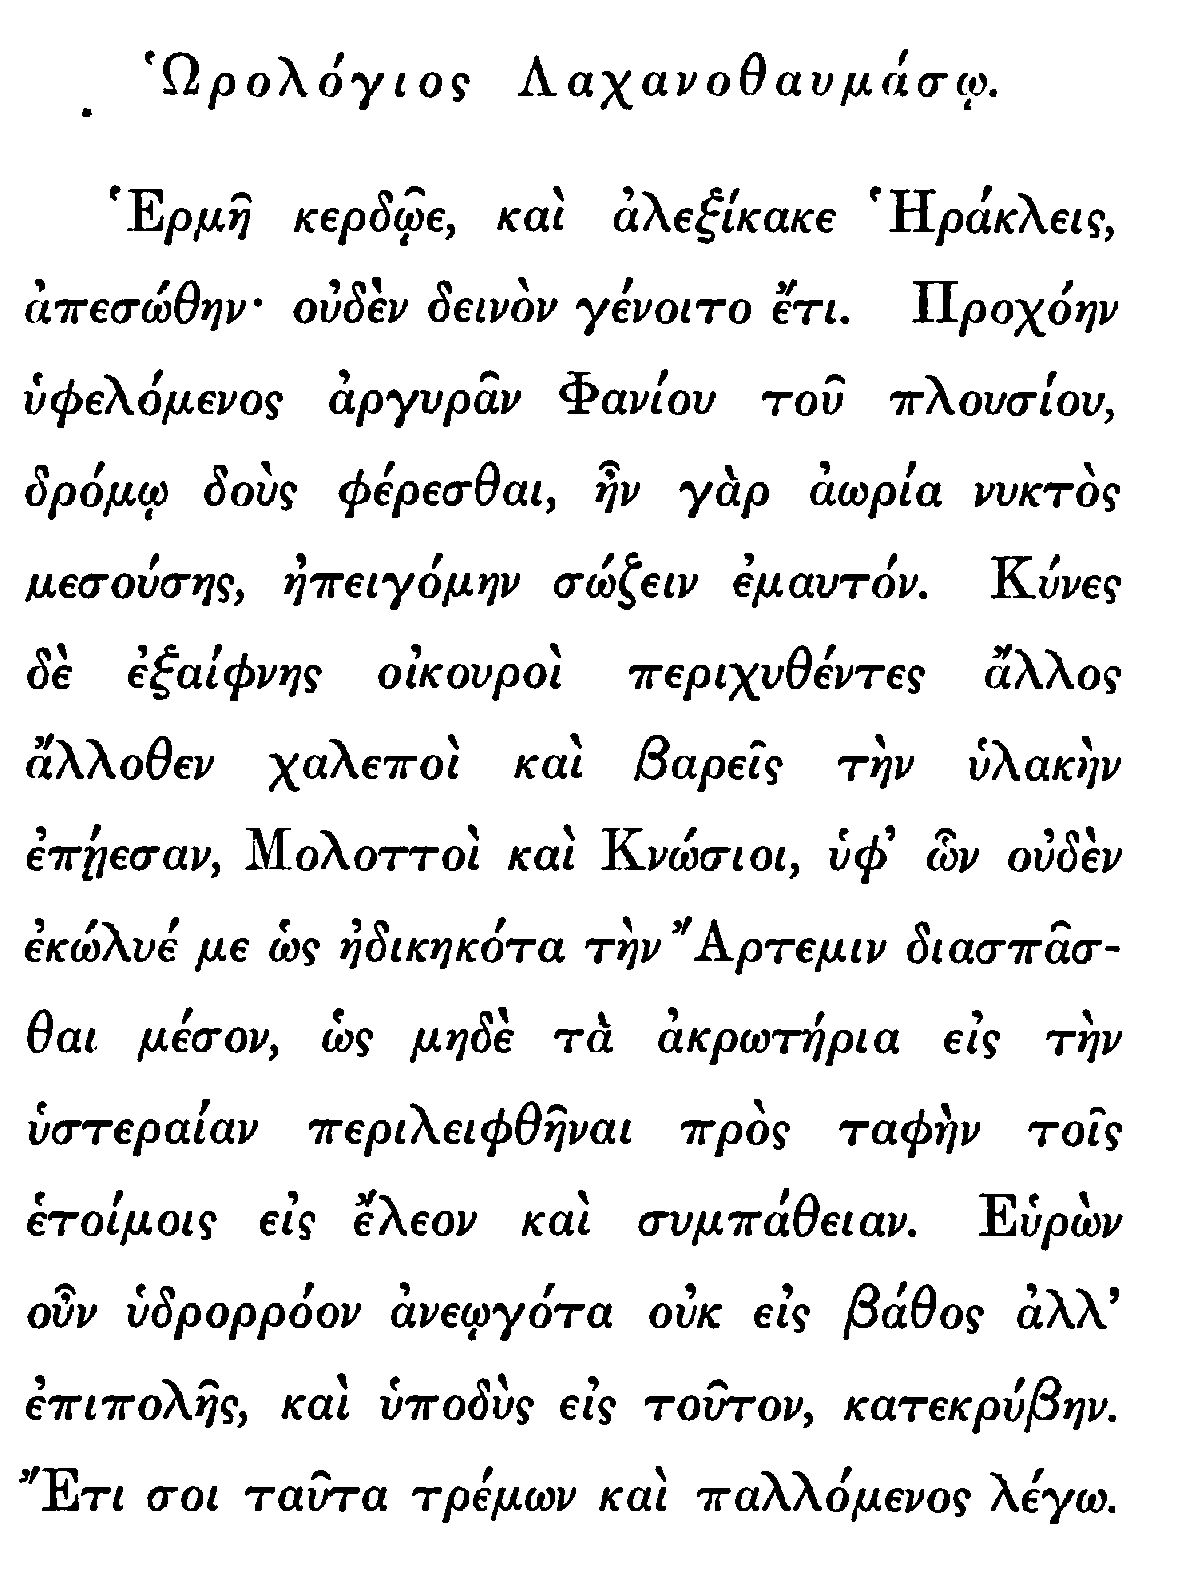 Ὡρολόγιος Λαχανοθαυμάσῳ.
Ἑρμῆ κερδῷε, καὶ ἀλεξίκακε Ἡράκλεις,
ἀπεσώθην· οὐδὲν δεινὸν γένοιτο ἔτι. Προχόην
ὑφελόμενος ἀργυρᾶν Φανίου τοῦ πλουσίου,
δρόμῳ δοὺς φέρεσθαι, ἦν γὰρ ἀωρία νυκτὸς
μεσούσης, ἠπειγόμην σώζειν ἐμαυτόν. Κύνες
δὲ ἐξαίφνης οἰκουροὶ περιχυθέντες ἄλλος
ἄλλοθεν χαλεποὶ καὶ βαρεῖς τὴν ὑλακὴν
ἐπῄεσαν, Μολοττοὶ καὶ Κνώσιοι, ὑφ’ ὧν οὐδὲν
ἐκώλυέ με ὡς ἠδικηκότα τὴν Ἄρτεμιν διασπᾶσ-
θαι μέσον, ὡς μηδὲ τὰ ἀκρωτήρια εἰς τὴν
ὑστεραίαν περιλειφθῆναι πρὸς ταφὴν τοῖς
ἑτοίμοις εἰς ἔλεον καὶ συμπάθειαν. Εὑρὼν
οὖν ὑδρορρόον ἀνεῳγότα οὐκ εἰς βάθος ἀλλ’
ἐπιπολῆς, καὶ ὑποδὺς εἰς τοῦτον, κατεκρύβην.
Ἔτι σοι ταῦτα τρέμων καὶ παλλόμενος λέγω.